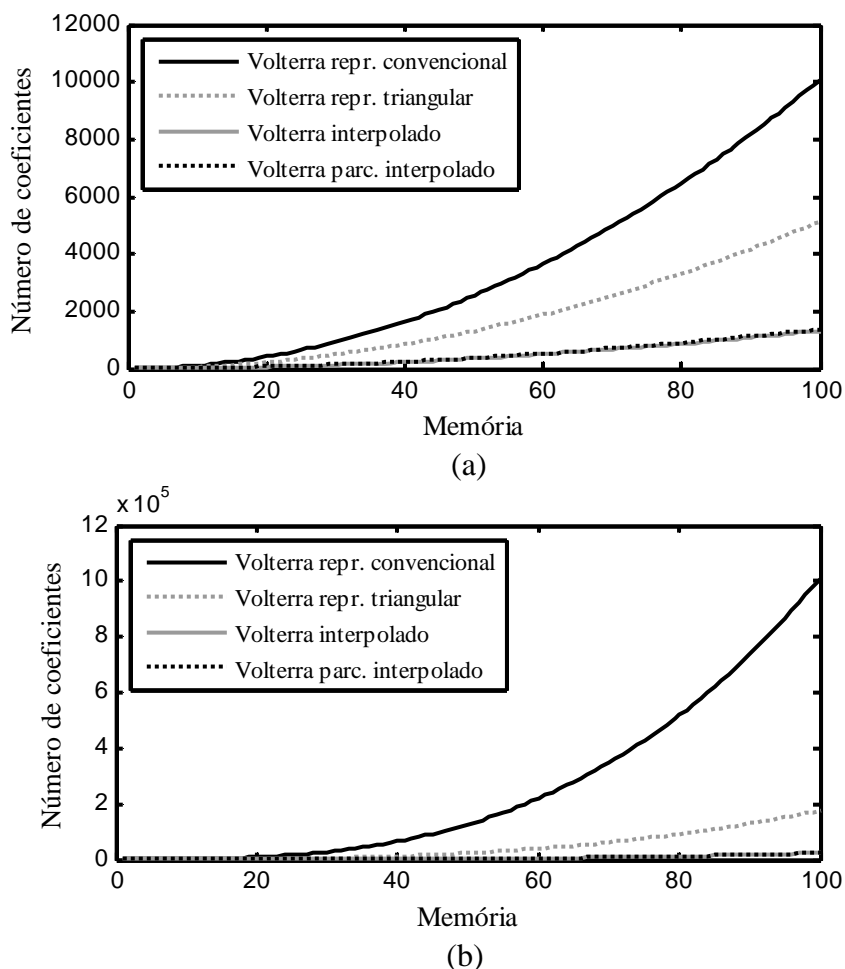 12000
10000
8000
6000
4000
2000
0
Número de coeficientes
Volterra repr. convencional
Volterra repr. triangular
Volterra interpolado
Volterra parc. interpolado
0 20 40 60 80 100
Memória
(a)
x 10^5
12
10
8
6
4
2
0
Número de coeficientes
Volterra repr. convencional
Volterra repr. triangular
Volterra interpolado
Volterra parc. interpolado
0 20 40 60 80 100
Memória
(b)